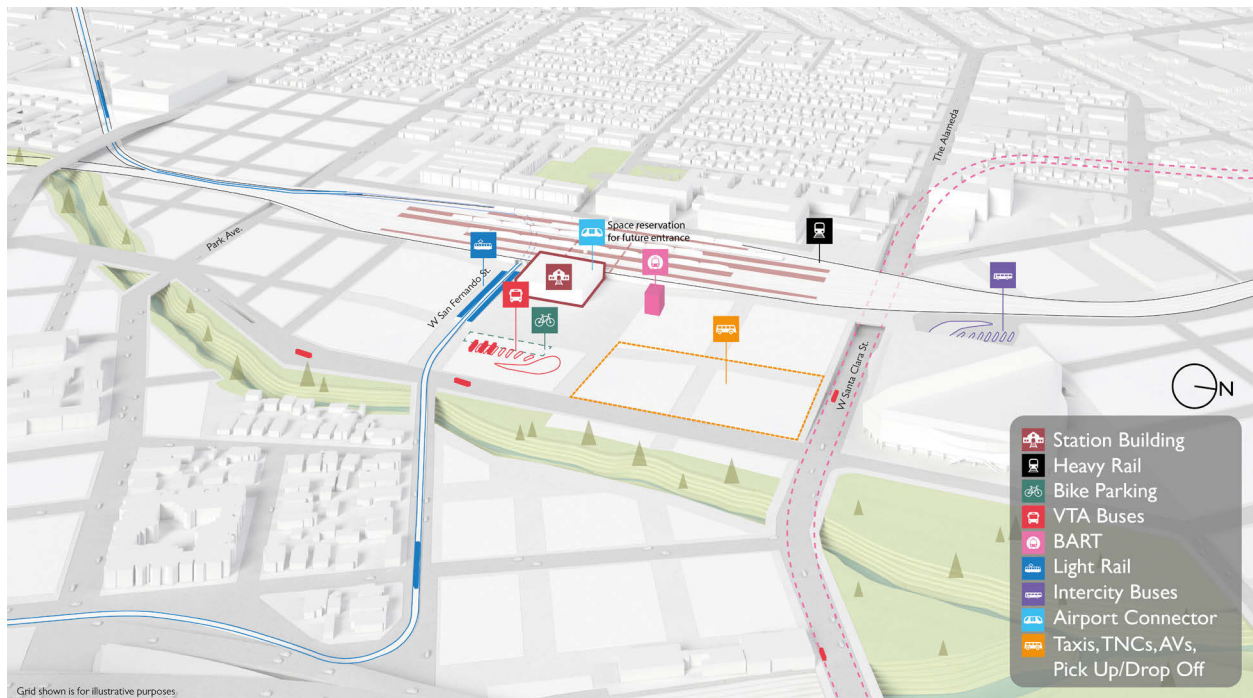 The Alameda
Space reservation
for future entrance
Park Ave.
W San Fernando St.
W Santa Clara St.
N
Station Building
Heavy Rail
Bike Parking
VTA Buses
BART
Light Rail
Intercity Buses
Airport Connector
Taxis, TNCs, AVs,
Pick Up/Drop Off
Grid shown is for illustrative purposes